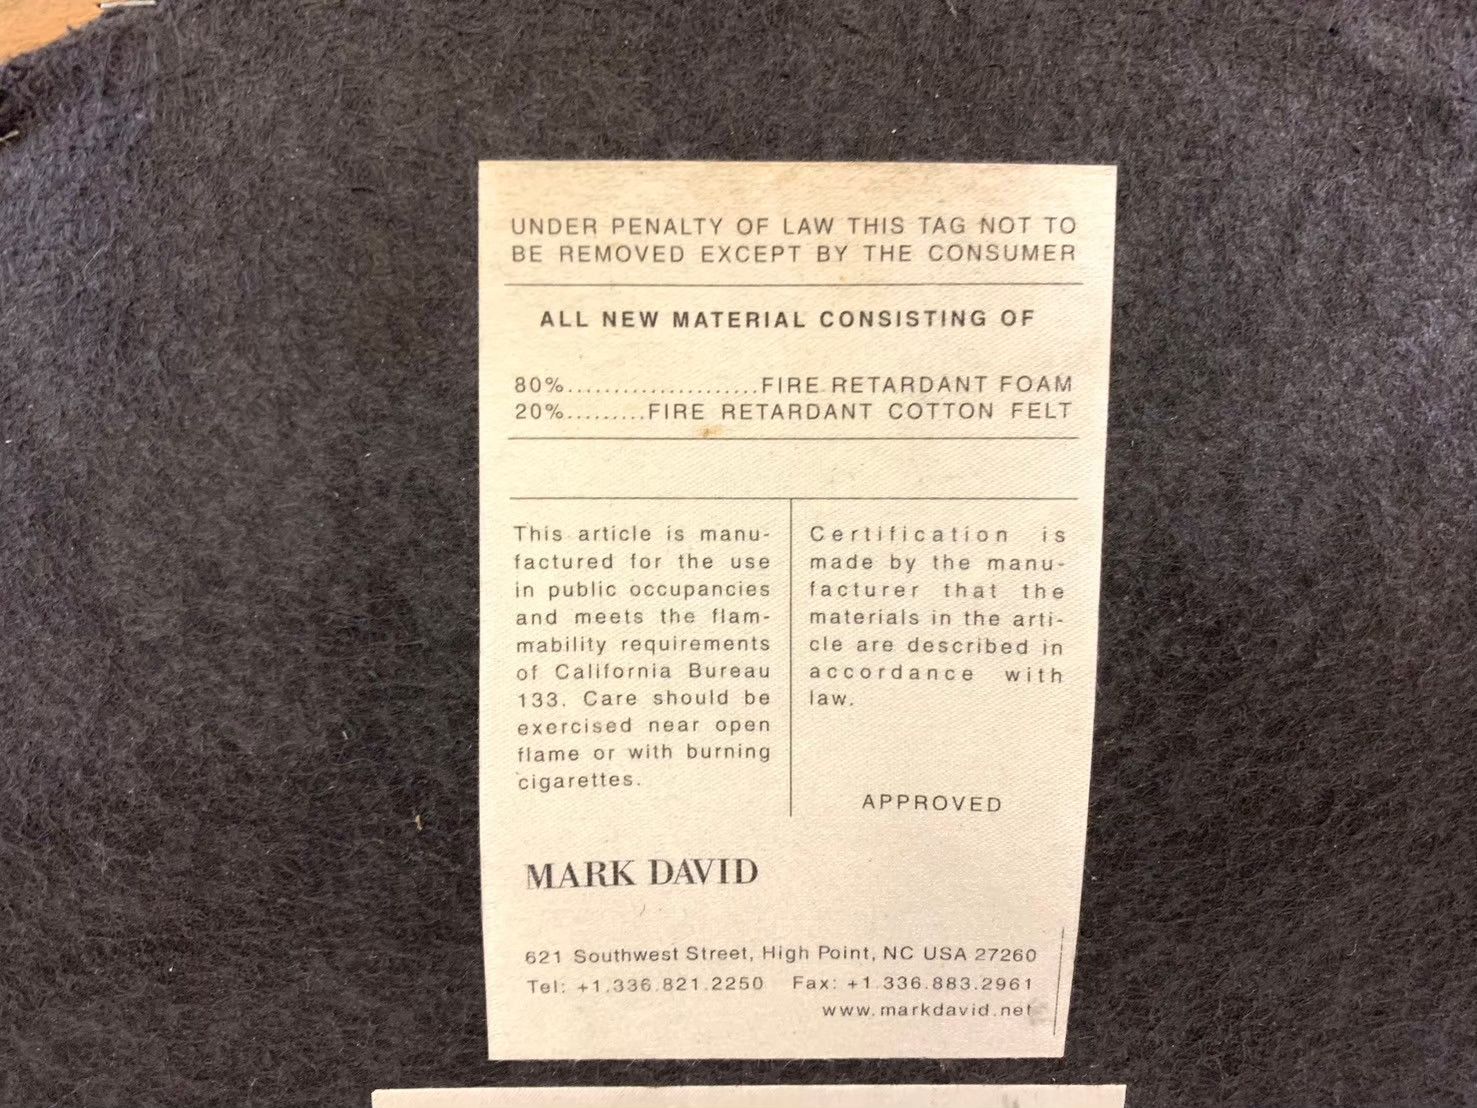 UNDER PENALTY OF LAW THIS TAG NOT TO
BE REMOVED EXCEPT BY THE CONSUMER
ALL NEW MATERIAL CONSISTING OF
80%.....................FIRE RETARDANT FOAM
20%.........FIRE RETARDANT COTTON FELT
This article is manu-
factured for the use
in public occupancies
and meets the flam-
mability requirements
of California Bureau
133. Care should be
exercised near open
flame or with burning
cigarettes.
Certification is
made by the manu-
facturer that the
materials in the arti-
cle are described in
accordance with
law.
APPROVED
MARK DAVID
621 Southwest Street, High Point, NC USA 27260
Tel: +1.336.821.2250 Fax: +1.336.883.2961
www.markdavid.net